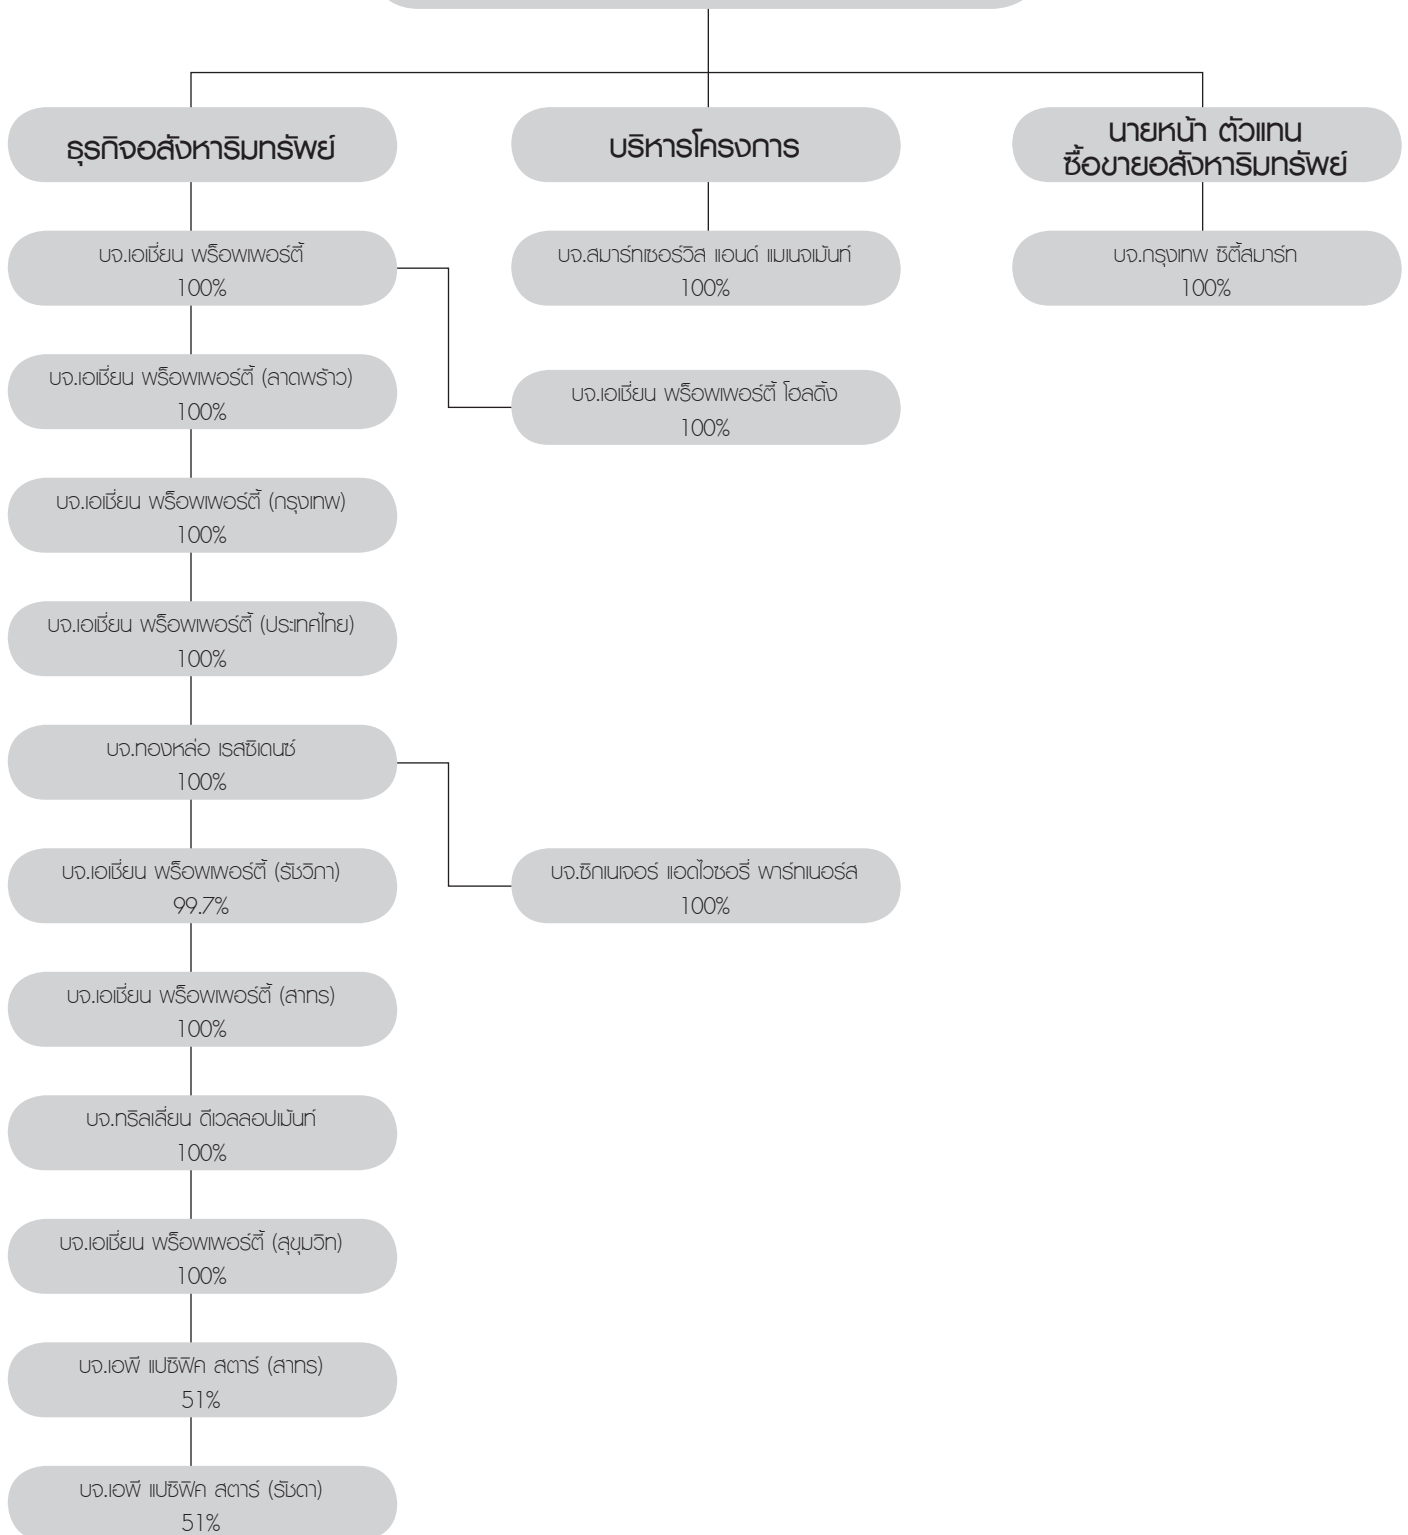 ธุรกิจอสังหาริมทรัพย์
บริหารโครงการ
นายหน้า ตัวแทน
ซื้อขายอสังหาริมทรัพย์
บจ.เอเชี่ยน พร็อพเพอร์ตี้
100%
บจ.สมาร์ทเซอร์วิส แอนด์ แมเนจเม้นท์
100%
บจ.กรุงเทพ ซิตี้สมาร์ท
100%
บจ.เอเชี่ยน พร็อพเพอร์ตี้ (ลาดพร้าว)
100%
บจ.เอเชี่ยน พร็อพเพอร์ตี้ โฮลดิ้ง
100%
บจ.เอเชี่ยน พร็อพเพอร์ตี้ (กรุงเทพ)
100%
บจ.เอเชี่ยน พร็อพเพอร์ตี้ (ประเทศไทย)
100%
บจ.ทองหล่อ เรสซิเดนซ์
100%
บจ.เอเชี่ยน พร็อพเพอร์ตี้ (รัชวิภา)
99.7%
บจ.ซิกเนเจอร์ แอดไวซอรี่ พาร์ทเนอร์ส
100%
บจ.เอเชี่ยน พร็อพเพอร์ตี้ (สาทร)
100%
บจ.ทริลเลี่ยน ดีเวลลอปเม้นท์
100%
บจ.เอเชี่ยน พร็อพเพอร์ตี้ (สุขุมวิท)
100%
บจ.เอพี แปซิฟิค สตาร์ (สาทร)
51%
บจ.เอพี แปซิฟิค สตาร์ (รัชดา)
51%